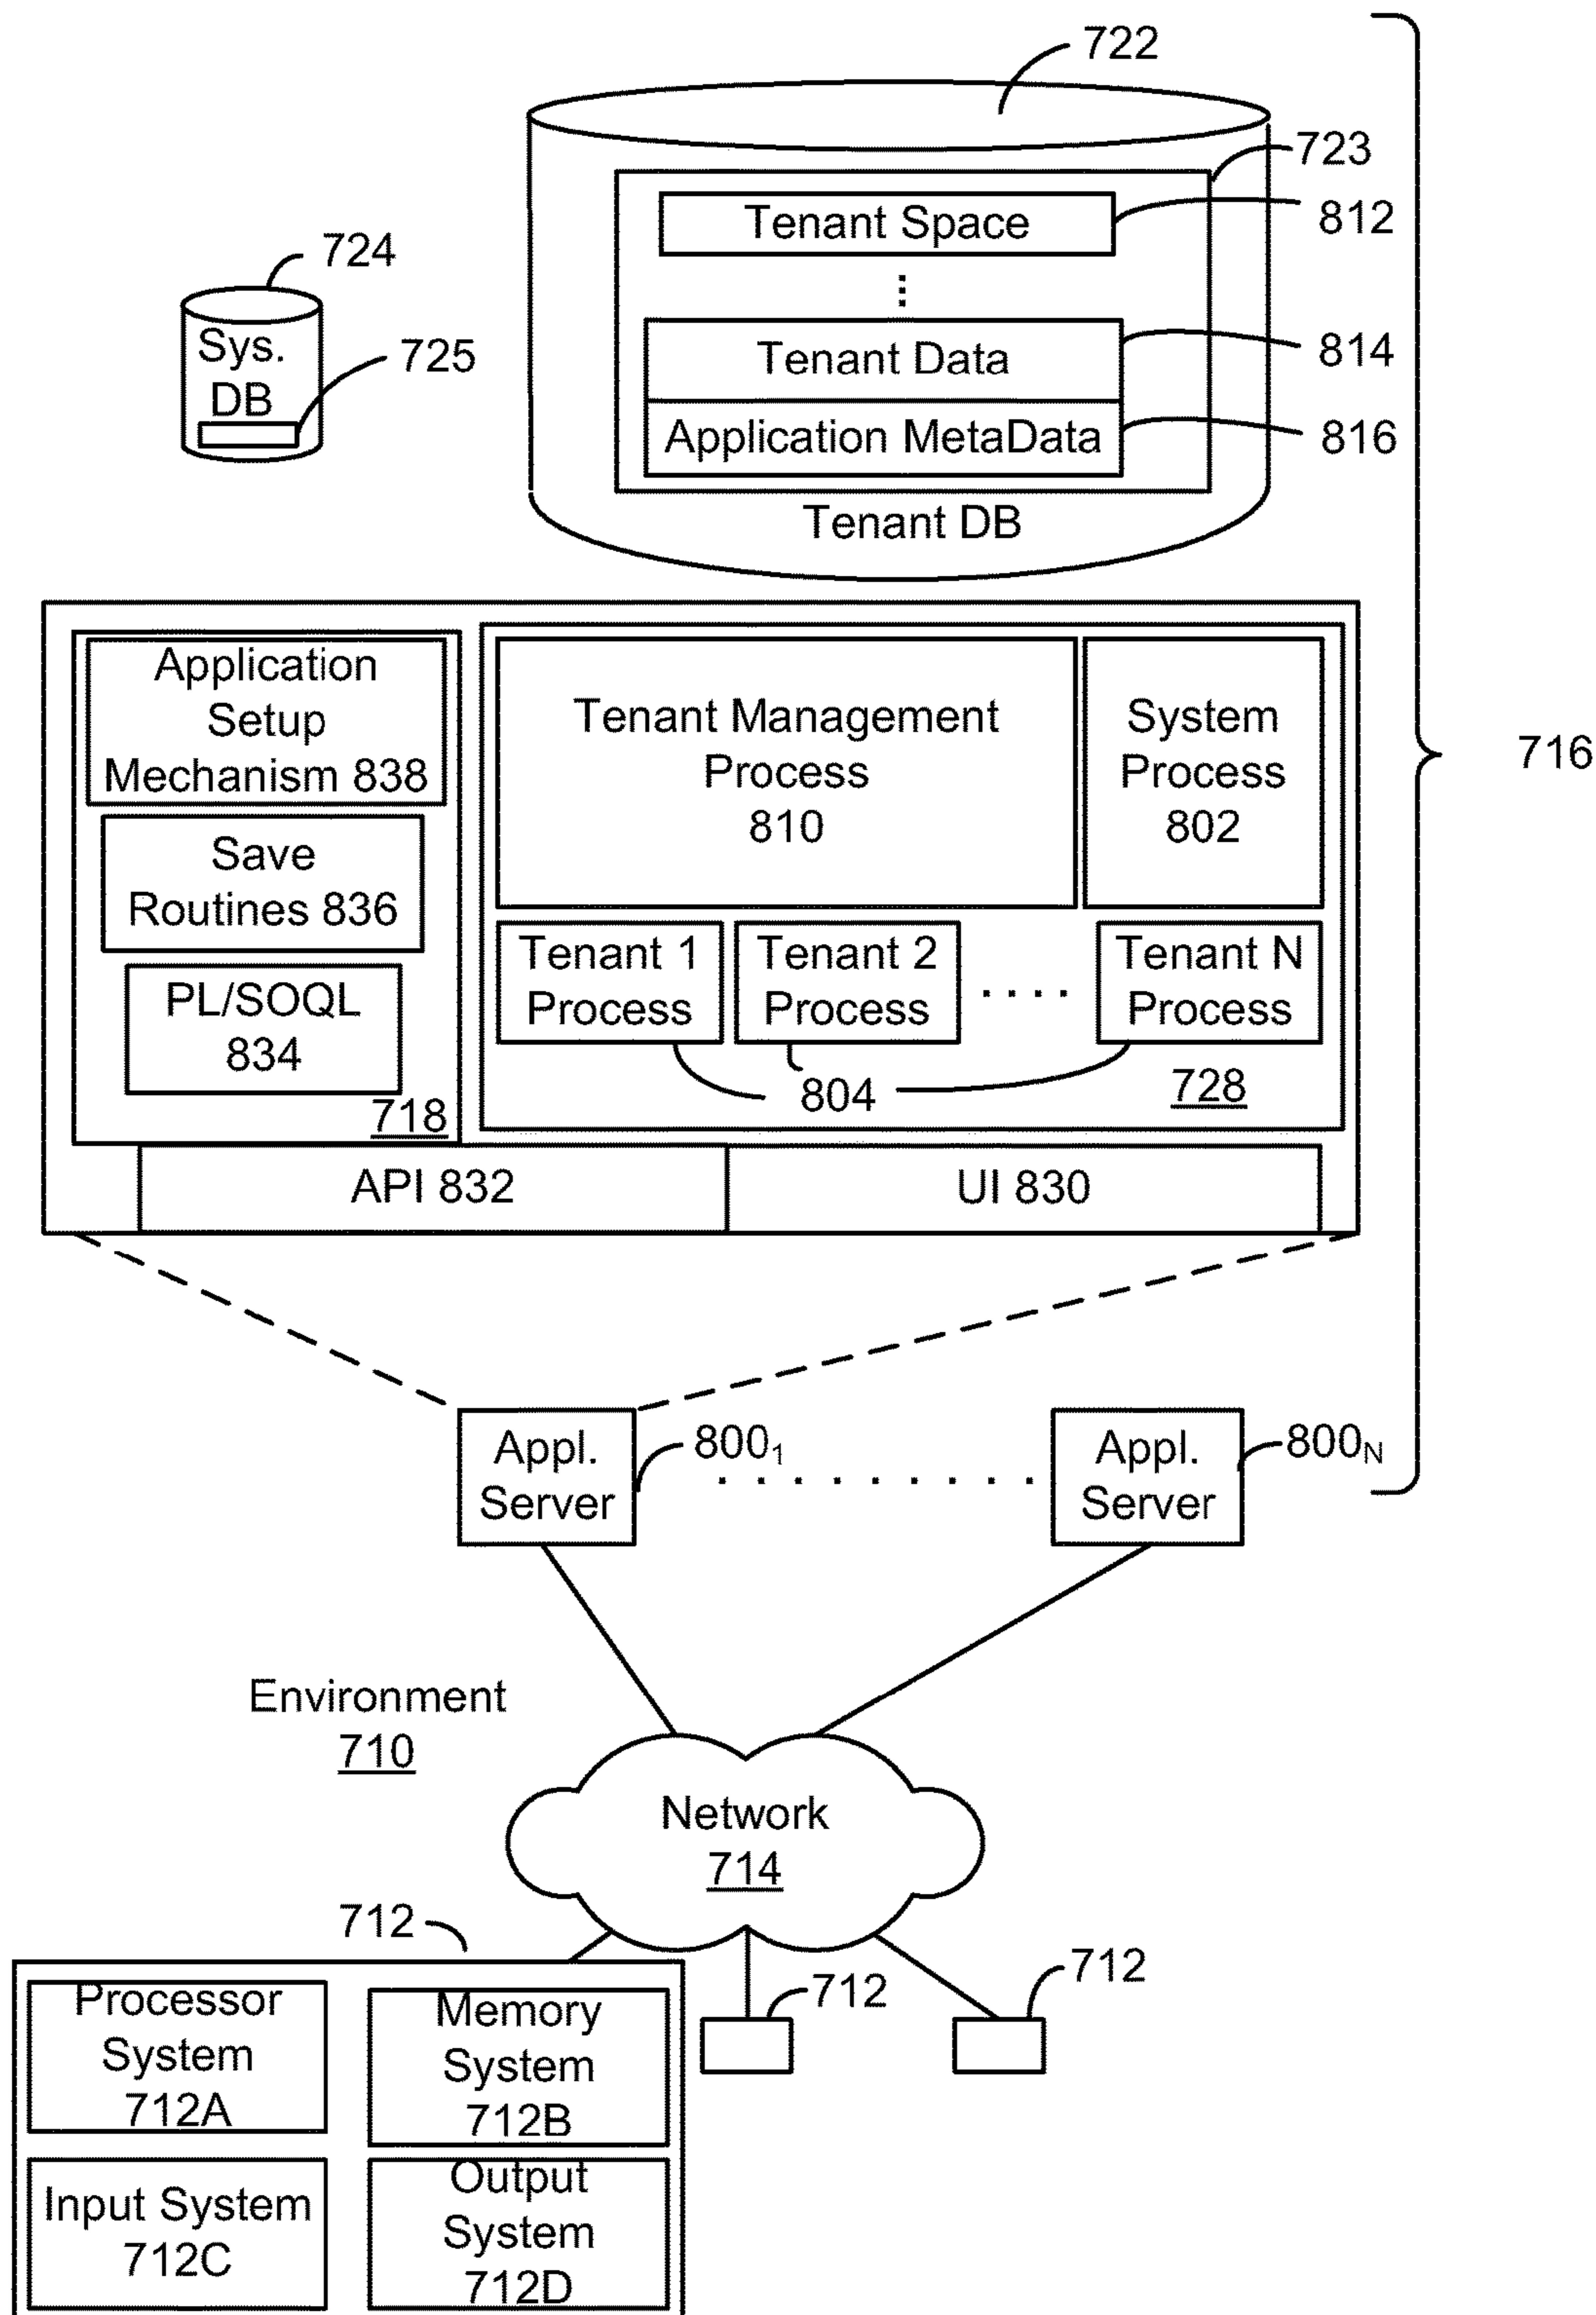 722
723
Tenant Space
812
724
Sys.
DB
725
Tenant Data
814
Application MetaData
816
Tenant DB
Application
Setup
Mechanism 838
Tenant Management
Process
810
System
Process
802
716
Save
Routines 836
Tenant 1
Process
Tenant 2
Process
....
Tenant N
Process
PL/SOQL
834
718
804
728
API 832
UI 830
Appl.
Server
800₁
Appl.
Server
800N
Environment
710
Network
714
712
712
712
Processor
System
712A
Memory
System
712B
Input System
712C
Output
System
712D